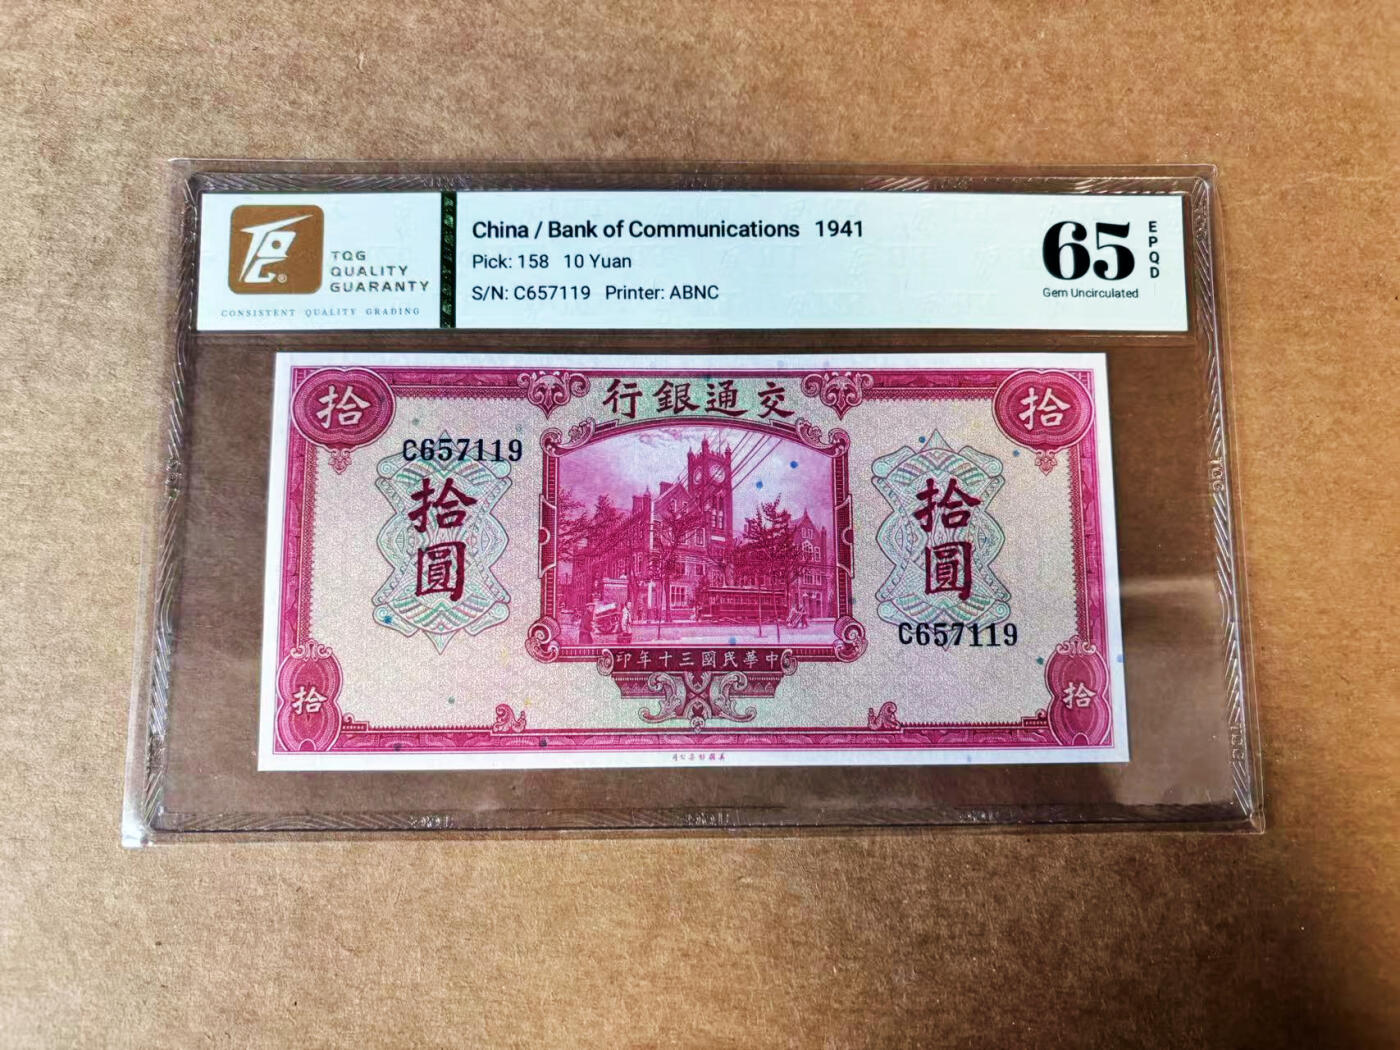 TQG
QUALITY
GUARANTY
CONSISTENT QUALITY GRADING
China / Bank of Communications 1941
Pick: 158 10 Yuan
S/N: C657119 Printer: ABNC
65
EPQD
Gem Uncirculated
行銀通交
拾
拾
C657119
拾圓
拾圓
C657119
印年十三國民華中
拾
拾